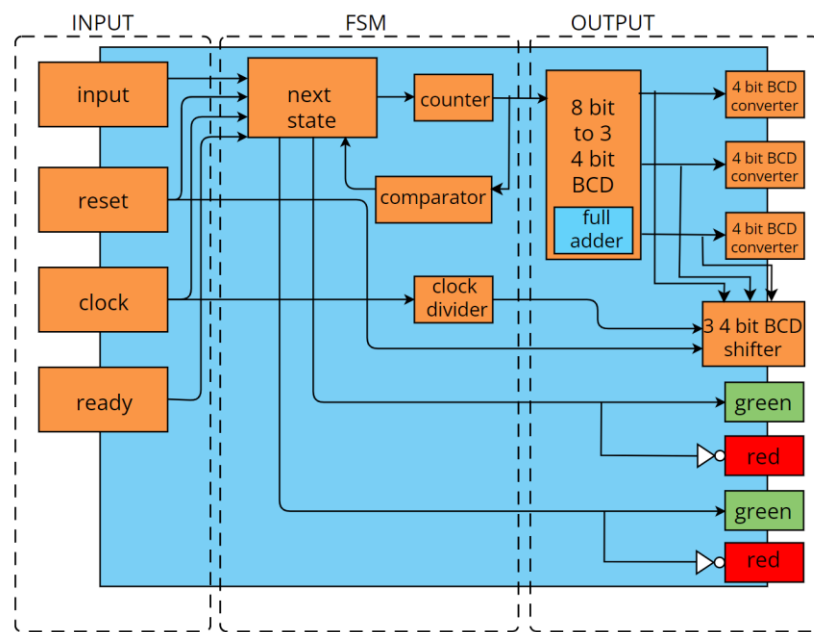 INPUT
FSM
OUTPUT
input
reset
clock
ready
next
state
counter
comparator
clock
divider
8 bit
to 3
4 bit
BCD
full
adder
4 bit BCD
converter
4 bit BCD
converter
4 bit BCD
converter
3 4 bit BCD
shifter
green
red
green
red